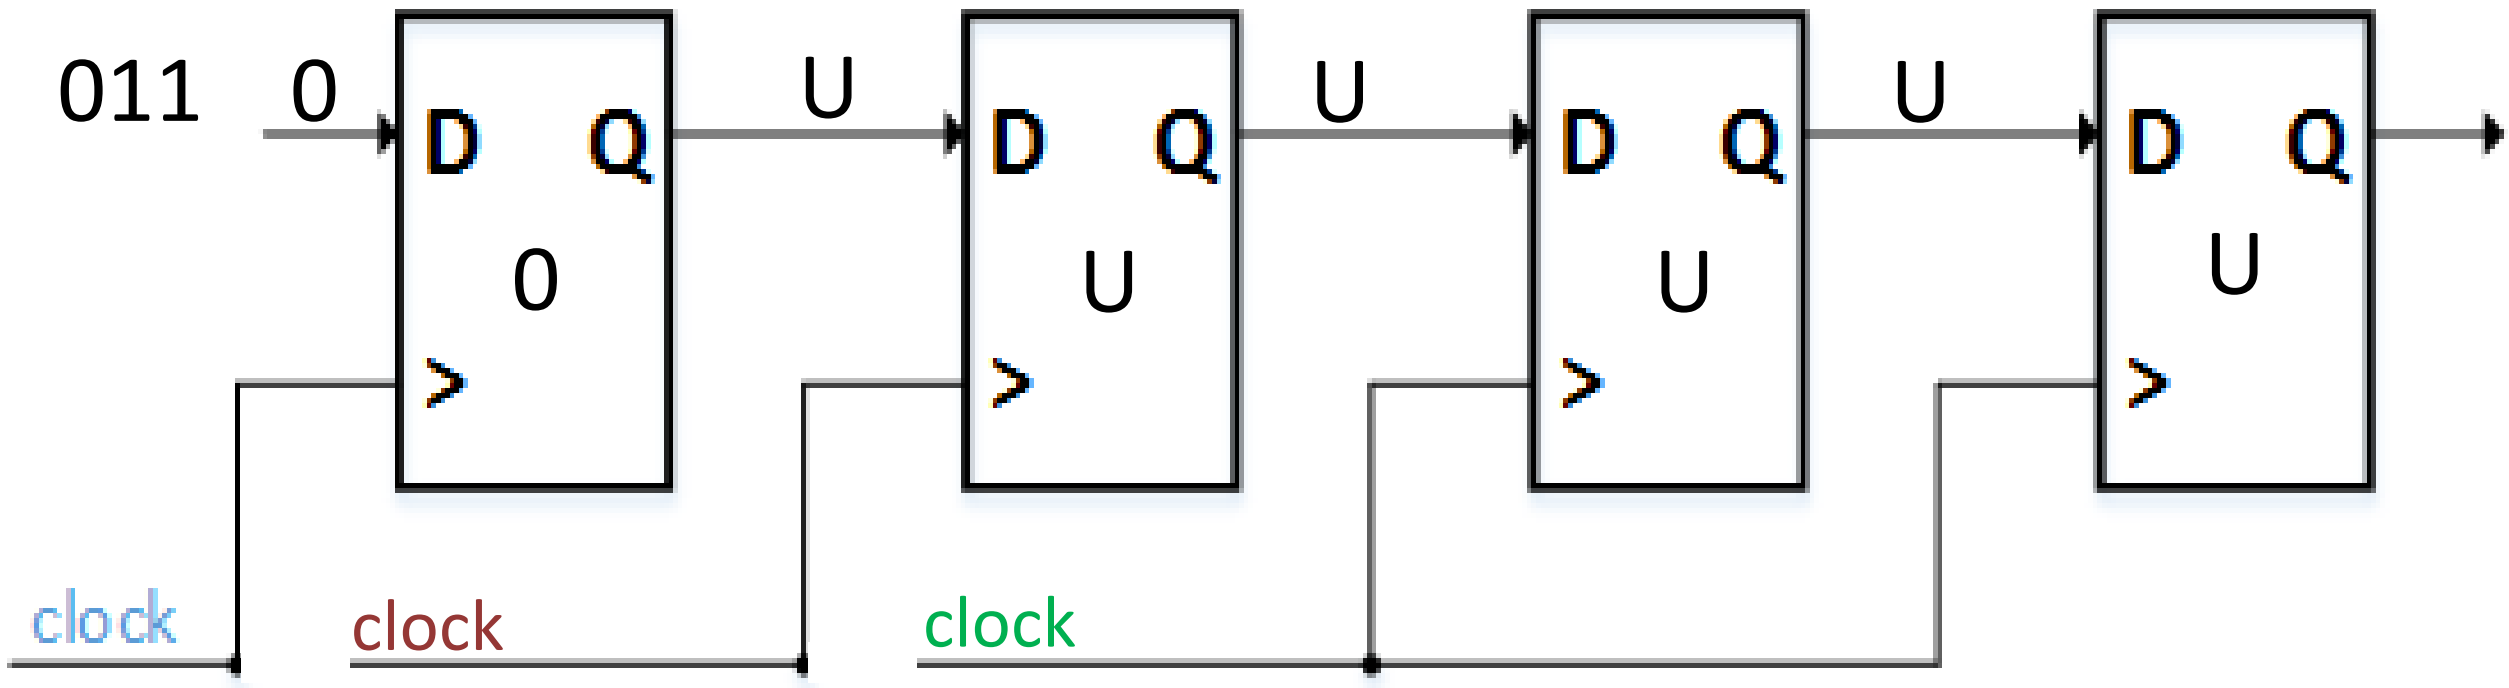 011 0 U U U
D Q D Q D Q D Q
0 U U U
> > > >
clock clock clock